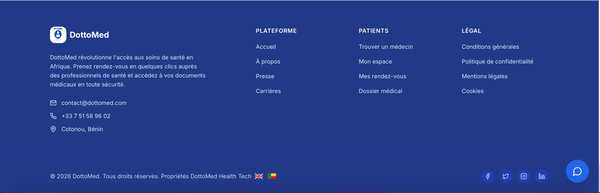 DottoMed
DottoMed révolutionne l'accès aux soins de santé en
Afrique. Prenez rendez-vous en quelques clics auprès
des professionnels de santé et accédez à vos documents
médicaux en toute sécurité.
contact@dottomed.com
+33 7 51 58 96 02
Cotonou, Bénin
PLATEFORME
Accueil
À propos
Presse
Carrières
PATIENTS
Trouver un médecin
Mon espace
Mes rendez-vous
Dossier médical
LÉGAL
Conditions générales
Politique de confidentialité
Mentions légales
Cookies
© 2026 DottoMed. Tous droits réservés. Propriétés DottoMed Health Tech